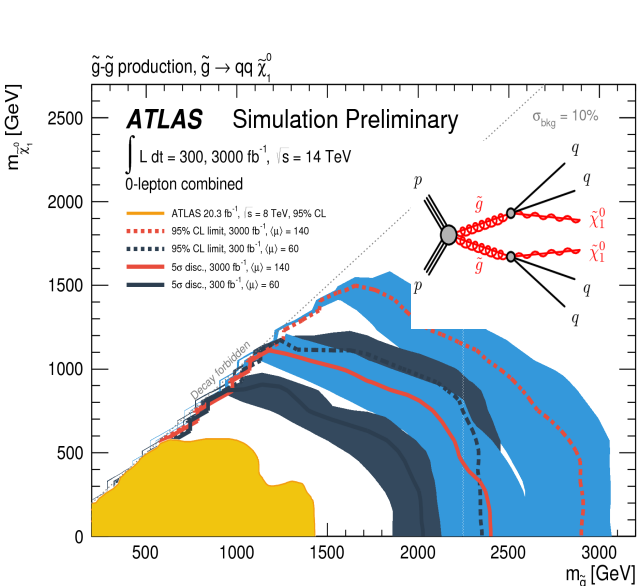 g̃-g̃ production, g̃ → qq χ̃₁⁰
m_χ̃₁⁰ [GeV]
ATLAS Simulation Preliminary
σ_bkg = 10%
∫ L dt = 300, 3000 fb⁻¹, √s = 14 TeV
0-lepton combined
ATLAS 20.3 fb⁻¹, √s = 8 TeV, 95% CL
95% CL limit, 3000 fb⁻¹, ⟨μ⟩ = 140
95% CL limit, 300 fb⁻¹, ⟨μ⟩ = 60
5σ disc., 3000 fb⁻¹, ⟨μ⟩ = 140
5σ disc., 300 fb⁻¹, ⟨μ⟩ = 60
q
q
p
g̃
χ̃₁⁰
χ̃₁⁰
g̃
p
q
q
Decay forbidden
2500
2000
1500
1000
500
0
500 1000 1500 2000 2500 3000
m_g̃ [GeV]